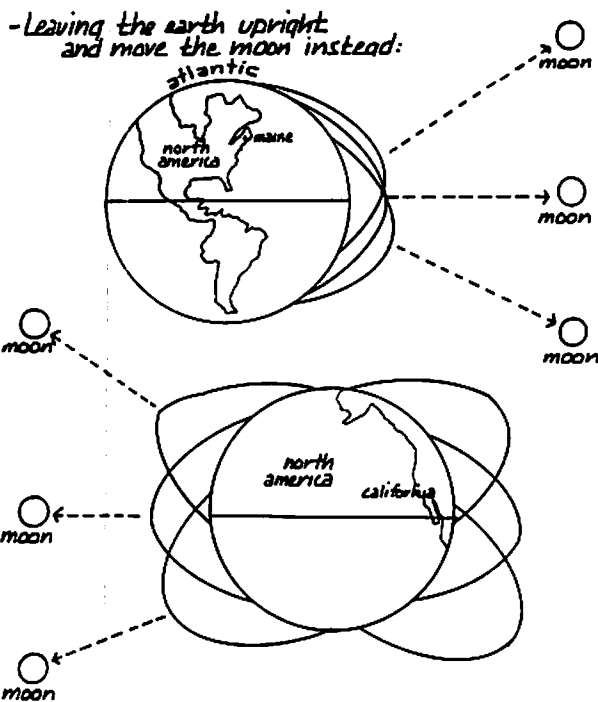 -Leaving the earth upright
and move the moon instead:
atlantic
moon
maine
north
america
moon
moon
moon
north
america
california
moon
moon